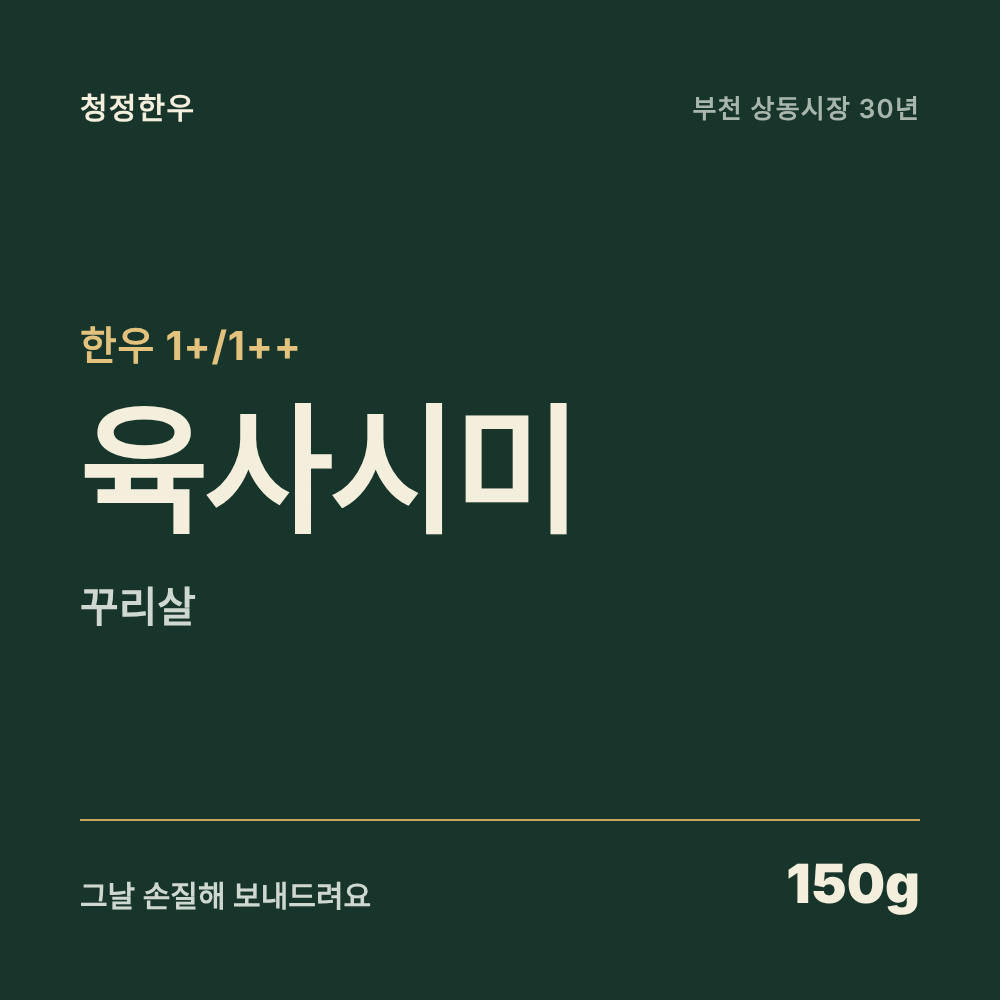 청정한우
부천 상동시장 30년
한우 1+/1++
육사시미
꾸리살
그날 손질해 보내드려요
150g